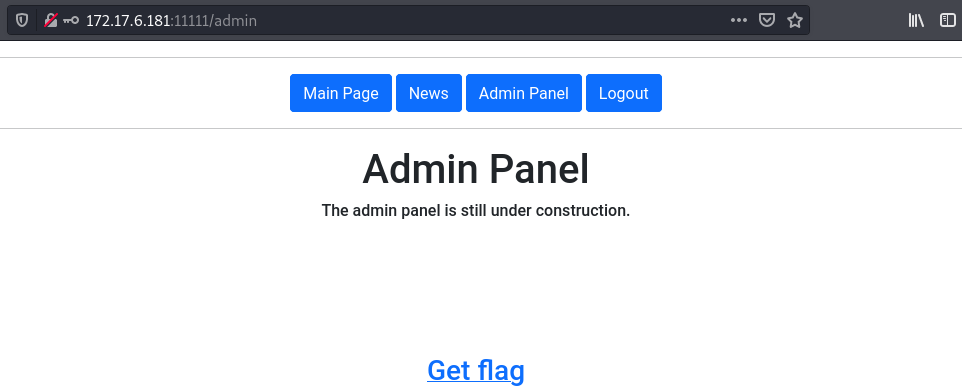 172.17.6.181:11111/admin
Main Page News Admin Panel Logout
Admin Panel
The admin panel is still under construction.
Get flag